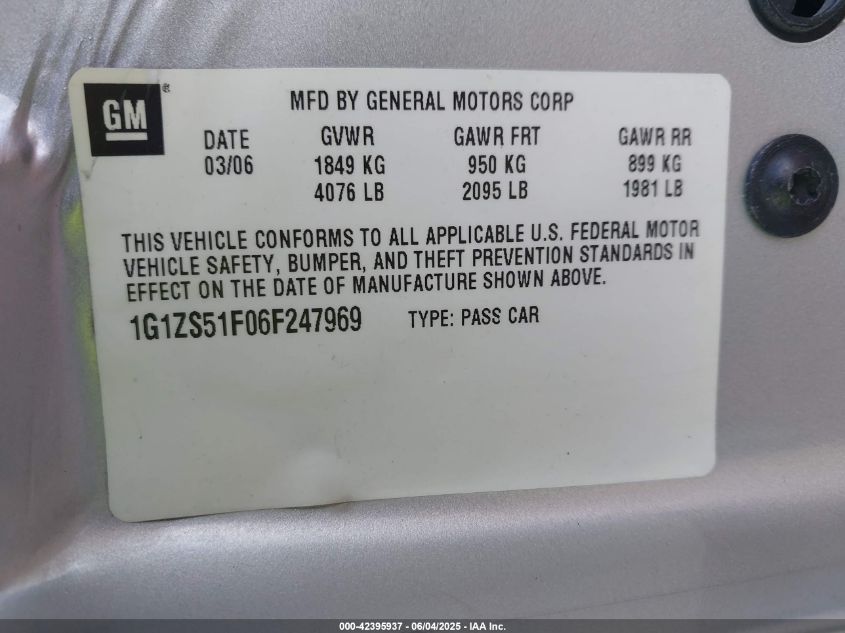 GM®
MFD BY GENERAL MOTORS CORP
DATE GVWR GAWR FRT GAWR RR
03/06 1849 KG 950 KG 899 KG
4076 LB 2095 LB 1981 LB
THIS VEHICLE CONFORMS TO ALL APPLICABLE U.S. FEDERAL MOTOR
VEHICLE SAFETY, BUMPER, AND THEFT PREVENTION STANDARDS IN
EFFECT ON THE DATE OF MANUFACTURE SHOWN ABOVE.
1G1ZS51F06F247969 TYPE: PASS CAR
000-42395937 - 06/04/2025 - IAA Inc.